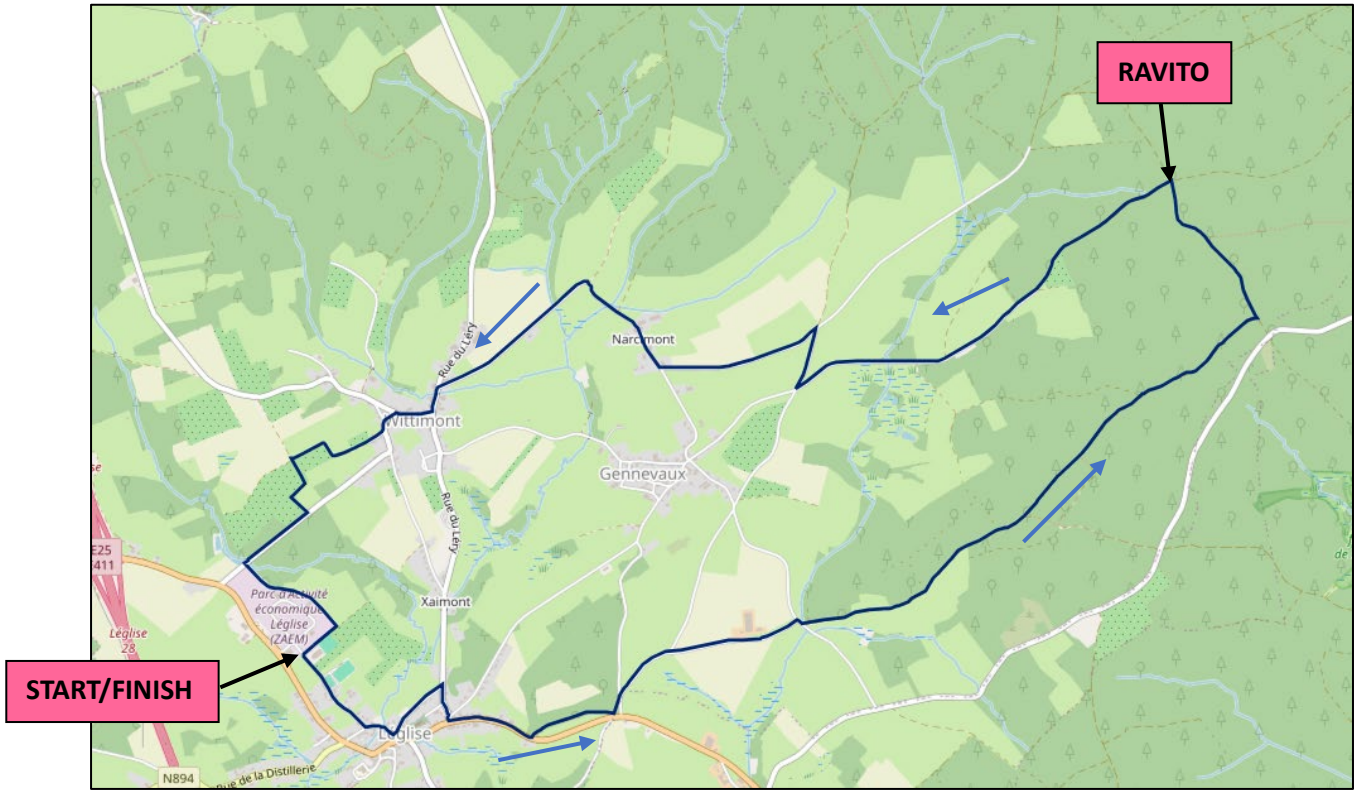 RAVITO
Rue du Léry
Narcimont
Wittimont
Gennevaux
Rue du Léry
E25
411
Xaimont
Parc d'Activité
économique
Léglise
(ZAEM)
Léglise
28
START/FINISH
Léglise
N894
Rue de la Distillerie
de